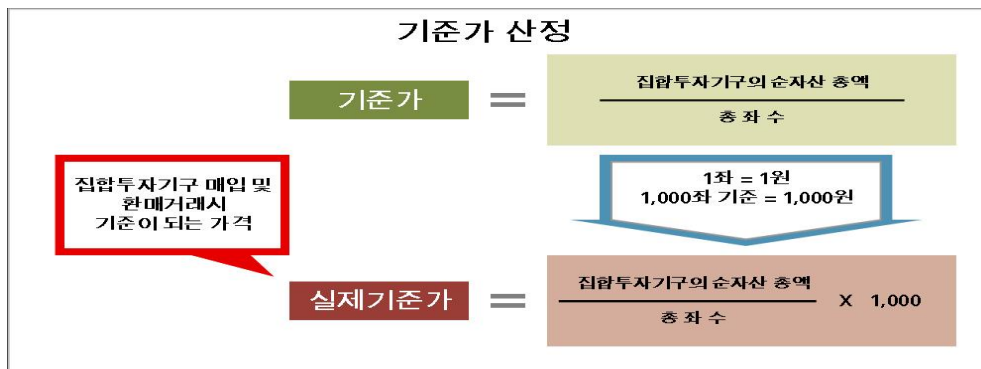 기준가 산정
기준가
=
집합투자기구의 순자산 총액
총 좌 수
집합투자기구 매입 및
환매거래시
기준이 되는 가격
1좌 = 1원
1,000좌 기준 = 1,000원
실제기준가
=
집합투자기구의 순자산 총액
총 좌 수
X 1,000